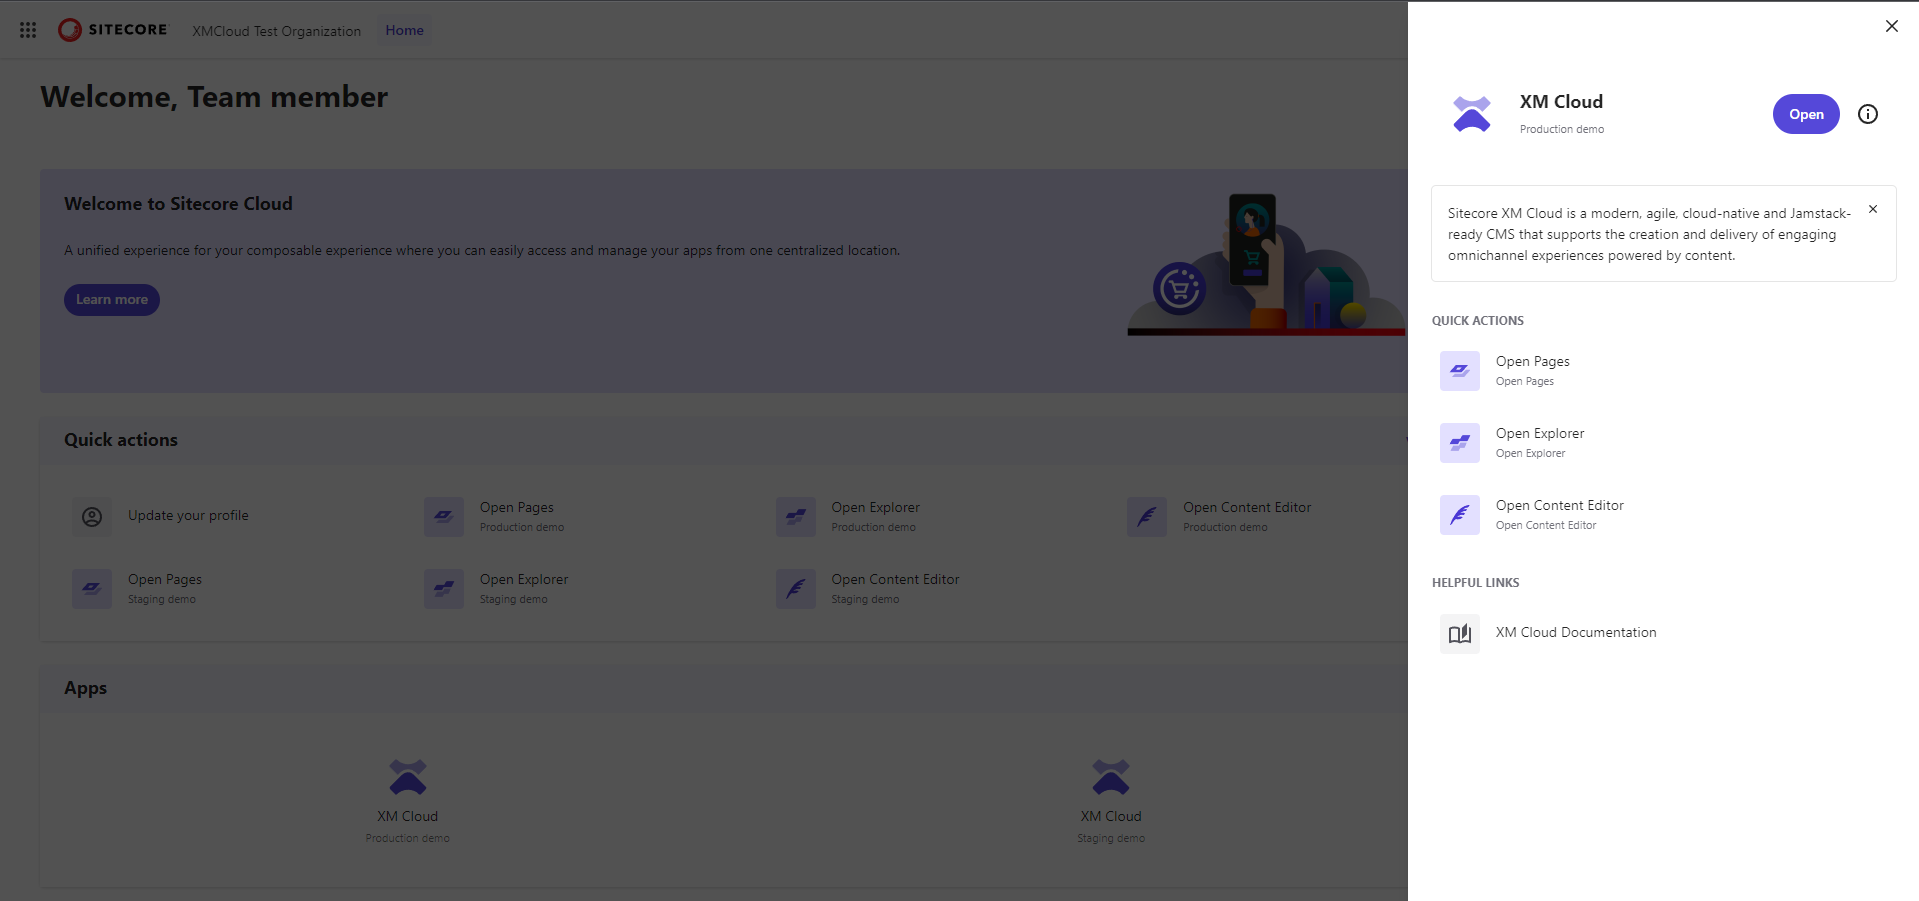 SITECORE
XMCloud Test Organization
Home
Welcome, Team member
Welcome to Sitecore Cloud
A unified experience for your composable experience where you can easily access and manage your apps from one centralized location.
Learn more
Quick actions
Update your profile
Open Pages
Production demo
Open Explorer
Production demo
Open Content Editor
Production demo
Open Pages
Staging demo
Open Explorer
Staging demo
Open Content Editor
Staging demo
Apps
XM Cloud
Production demo
XM Cloud
Staging demo
XM Cloud
Production demo
Open
Sitecore XM Cloud is a modern, agile, cloud-native and Jamstack-
ready CMS that supports the creation and delivery of engaging
omnichannel experiences powered by content.
QUICK ACTIONS
Open Pages
Open Pages
Open Explorer
Open Explorer
Open Content Editor
Open Content Editor
HELPFUL LINKS
XM Cloud Documentation